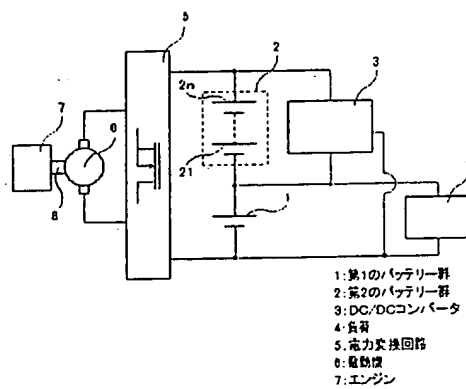 5
2
3
2n
7
6
21
8
1
1:第1のバッテリー群
2:第2のバッテリー群
3:DC/DCコンバータ
4:負荷
5:電力変換回路
6:電動機
7:エンジン